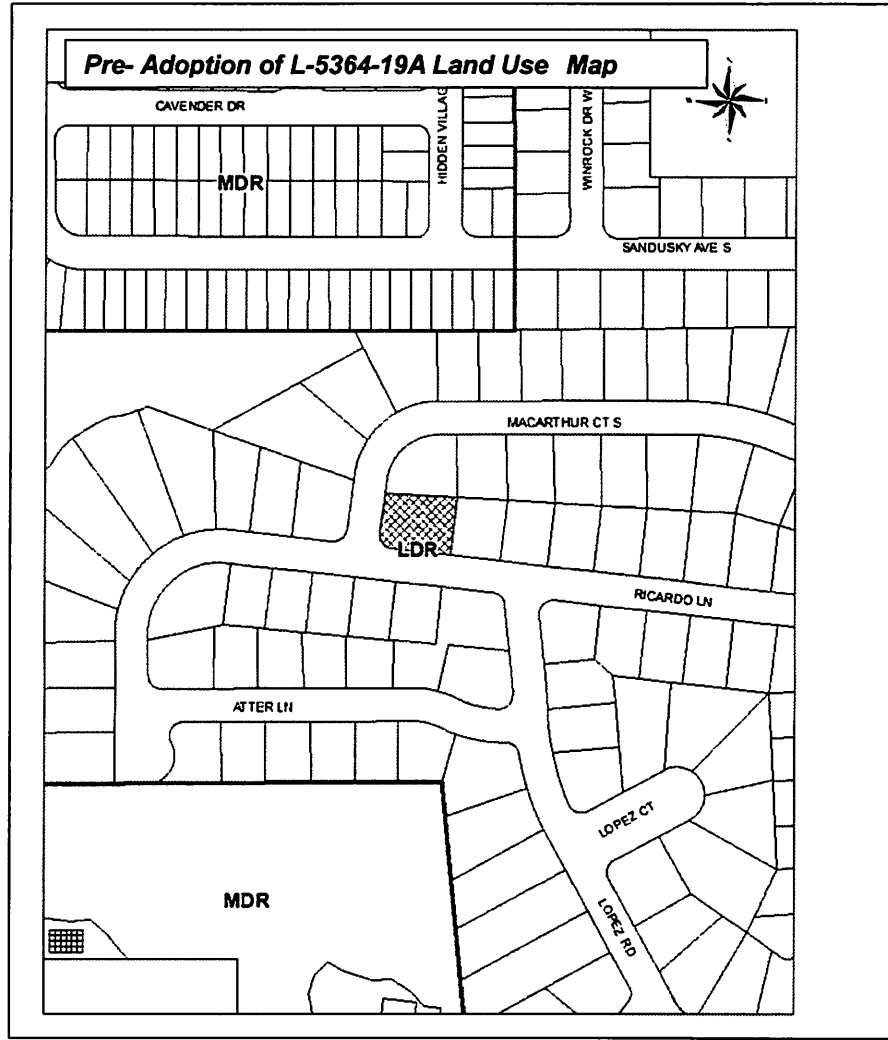 Pre- Adoption of L-5364-19A Land Use Map
CAVENDER DR
HIDDEN VILLAG
WINROCK DR W
MDR
SANDUSKY AVE S
MACARTHUR CT S
LDR
RICARDO LN
ATTER LN
LOPEZ CT
MDR
LOPEZ RD